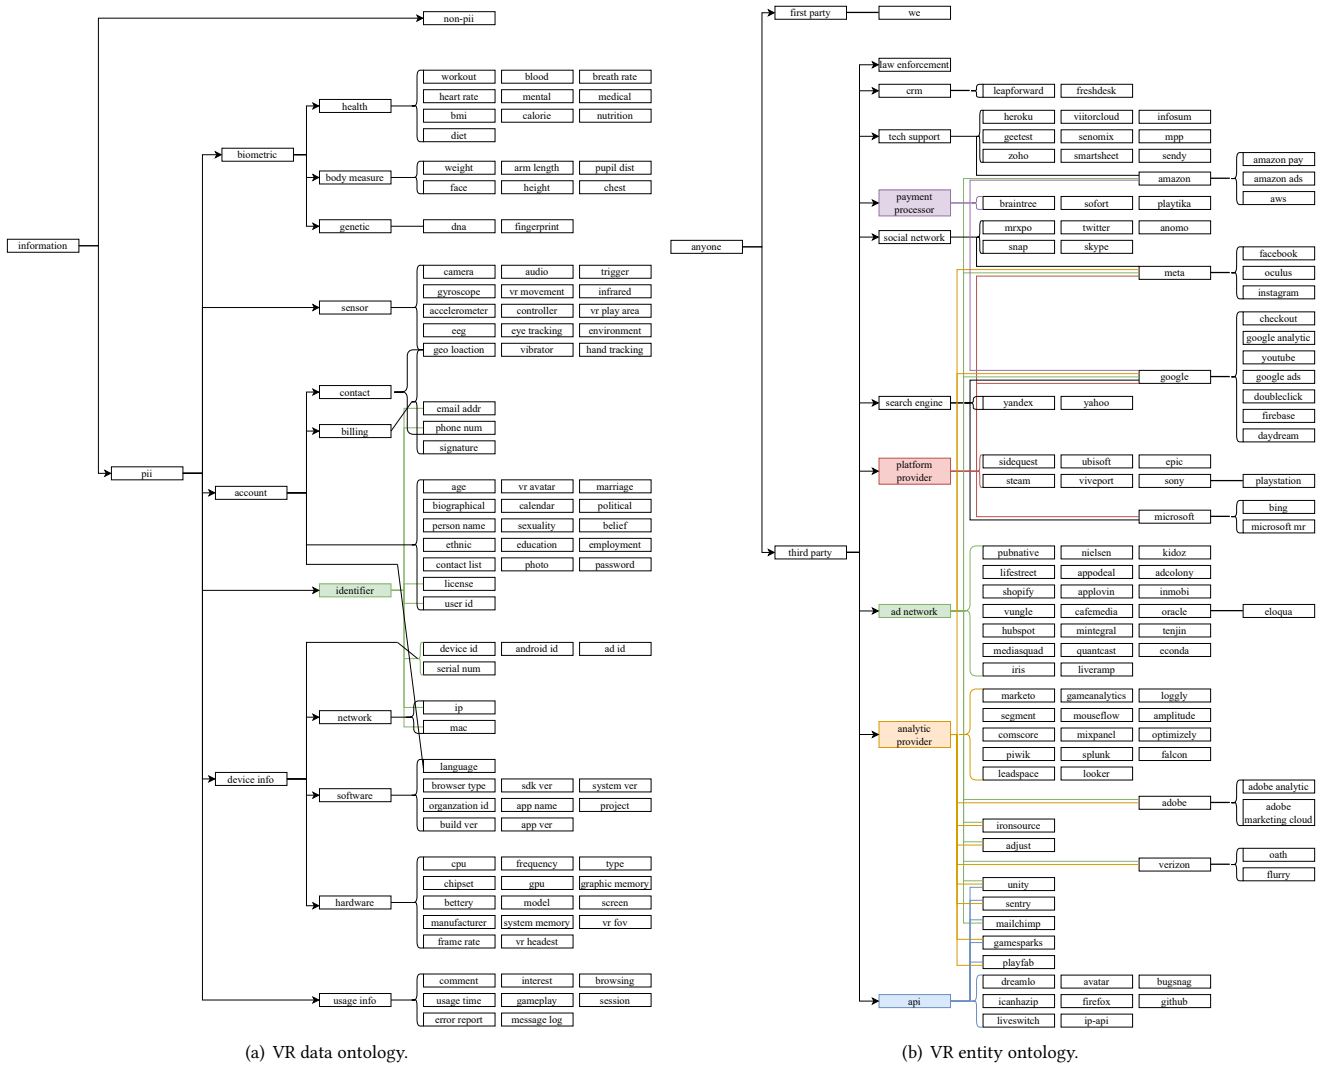 information
non-pii
pii
biometric
health
workout blood breath rate
heart rate mental medical
bmi calorie nutrition
diet
body measure
weight arm length pupil dist
face height chest
genetic
dna fingerprint
sensor
camera audio trigger
gyroscope vr movement infrared
accelerometer controller vr play area
eeg eye tracking environment
geo loaction vibrator hand tracking
account
contact
billing
email addr
phone num
signature
age vr avatar marriage
biographical calendar political
person name sexuality belief
ethnic education employment
contact list photo password
identifier
license
user id
device id android id ad id
serial num
device info
network
ip
mac
software
language
browser type sdk ver system ver
organzation id app name project
build ver app ver
hardware
cpu frequency type
chipset gpu graphic memory
bettery model screen
manufacturer system memory vr fov
frame rate vr headest
usage info
comment interest browsing
usage time gameplay session
error report message log
(a) VR data ontology.
anyone
first party
we
third party
law enforcement
crm
leapforward freshdesk
tech support
heroku viitorcloud infosum
geetest senomix mpp
zoho smartsheet sendy
amazon
amazon pay
amazon ads
aws
payment
processor
braintree sofort playtika
social network
mrxpo twitter anomo
snap skype
meta
facebook
oculus
instagram
google
checkout
google analytic
youtube
google ads
doubleclick
firebase
daydream
search engine
yandex yahoo
platform
provider
sidequest ubisoft epic
steam viveport sony playstation
microsoft
bing
microsoft mr
ad network
pubnative nielsen kidoz
lifestreet appodeal adcolony
shopify applovin inmobi
vungle cafemedia oracle eloqua
hubspot mintegral tenjin
mediasquad quantcast econda
iris liveramp
analytic
provider
marketo gameanalytics loggly
segment mouseflow amplitude
comscore mixpanel optimizely
piwik splunk falcon
leadspace looker
adobe
adobe analytic
adobe
marketing cloud
ironsource
adjust
verizon
oath
flurry
unity
sentry
mailchimp
gamesparks
playfab
api
dreamlo avatar bugsnag
icanhazip firefox github
liveswitch ip-api
(b) VR entity ontology.